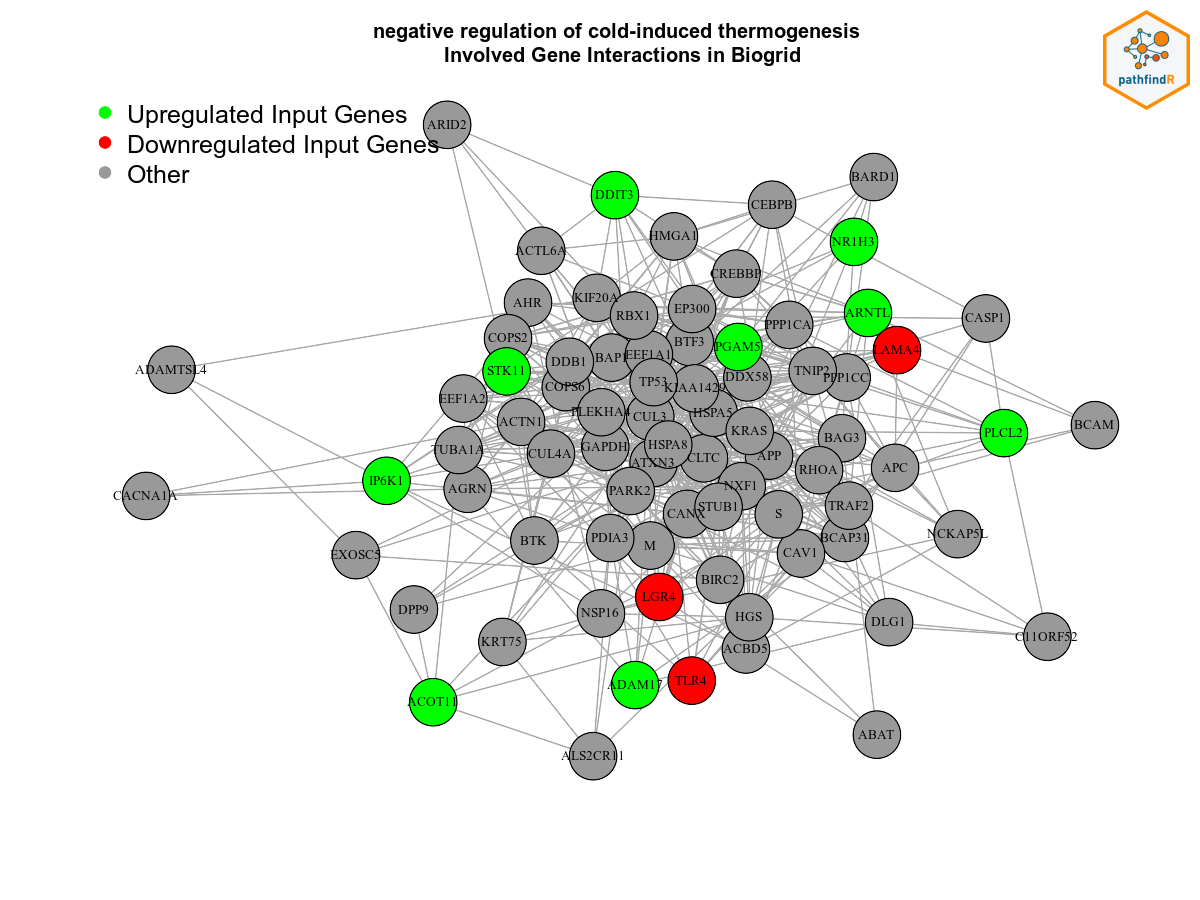 negative regulation of cold-induced thermogenesis
Involved Gene Interactions in Biogrid
pathfindR
Upregulated Input Genes
Downregulated Input Genes
Other
ARID2
BARD1
DDIT3
CEBPB
HMGA1
NR1H3
ACTL6A
CREBBP
KIF20A
AHR
EP300
RBX1
ARNTL
CASP1
PPP1CA
COPS2
BTF3
PGAM5
LAMA4
EEF1A1
BAP1
DDB1
ADAMTSL4
STK11
TNIP2
PPP1CC
DDX58
TP53
COPS6
KIAA1429
EEF1A2
PLEKHA4
HSPA5
CUL3
ACTN1
BCAM
KRAS
PLCL2
BAG3
HSPA8
GAPDH
TUBA1A
CUL4A
APP
CLTC
ATXN3
RHOA
APC
IP6K1
NXF1
AGRN
PARK2
CACNA1A
STUB1
TRAF2
CANX
S
NCKAP5L
PDIA3
BCAP31
BTK
M
CAV1
EXOSC5
BIRC2
LGR4
DPP9
NSP16
HGS
DLG1
C11ORF52
KRT75
ACBD5
TLR4
ADAM17
ACOT11
ABAT
ALS2CR11